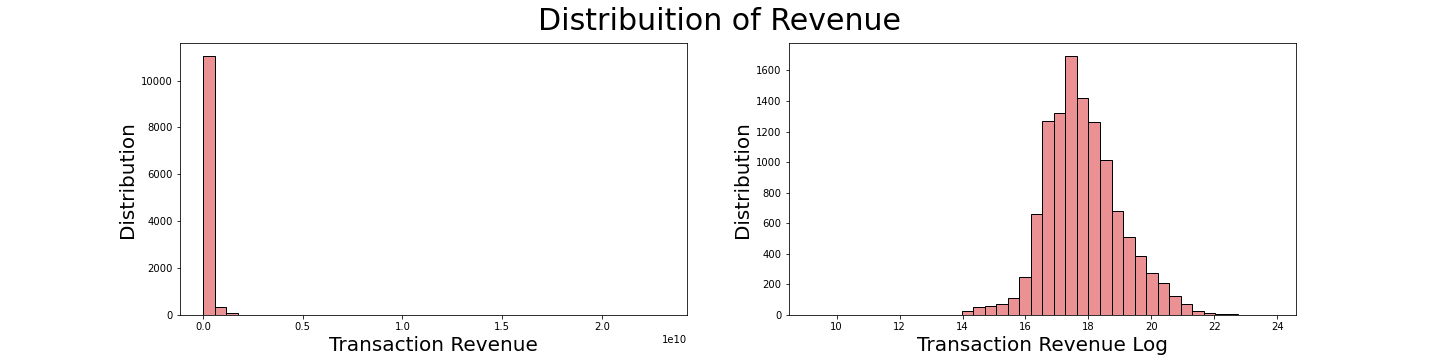 Distribuition of Revenue
Distribution
10000
8000
6000
4000
2000
0
0.0 0.5 1.0 1.5 2.0
1e10
Transaction Revenue
Distribution
1600
1400
1200
1000
800
600
400
200
0
10 12 14 16 18 20 22 24
Transaction Revenue Log